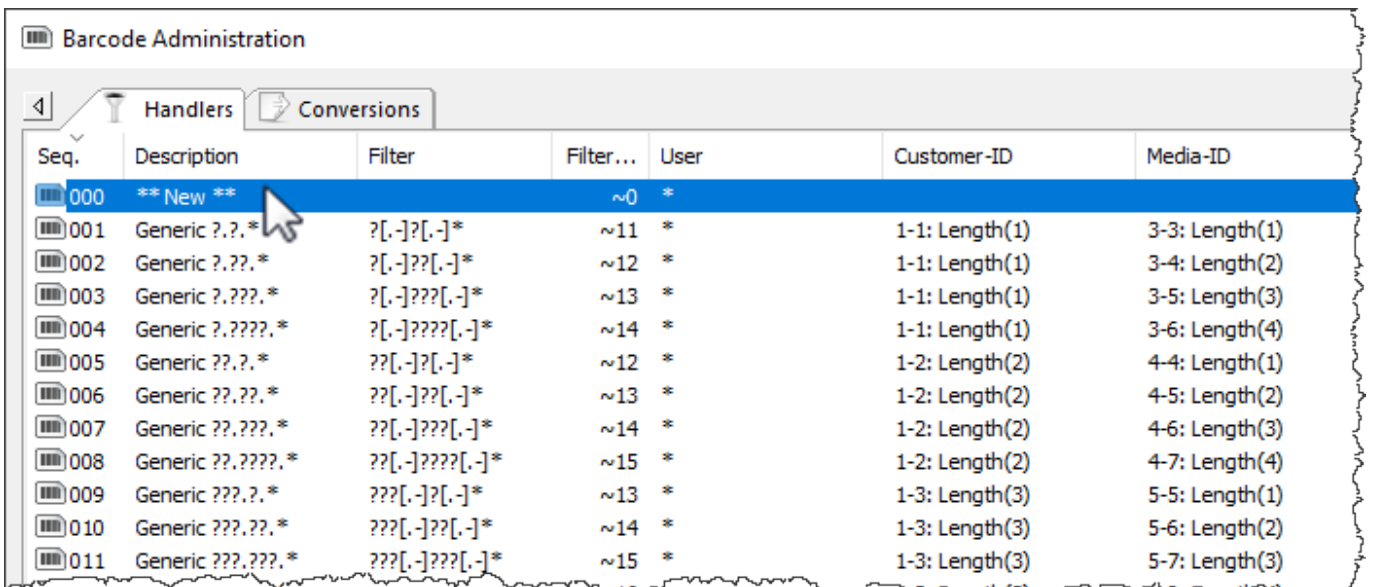 Barcode Administration
Handlers Conversions
Seq. Description Filter Filter... User Customer-ID Media-ID
000 ** New ** ~0 *
001 Generic ?.?.* ?[.-]?[.-]* ~11 * 1-1: Length(1) 3-3: Length(1)
002 Generic ?.??.* ?[.-]??[.-]* ~12 * 1-1: Length(1) 3-4: Length(2)
003 Generic ?.???.* ?[.-]???[.-]* ~13 * 1-1: Length(1) 3-5: Length(3)
004 Generic ?.????.* ?[.-]????[.-]* ~14 * 1-1: Length(1) 3-6: Length(4)
005 Generic ??.?.* ??[.-]?[.-]* ~12 * 1-2: Length(2) 4-4: Length(1)
006 Generic ??.??.* ??[.-]??[.-]* ~13 * 1-2: Length(2) 4-5: Length(2)
007 Generic ??.???.* ??[.-]???[.-]* ~14 * 1-2: Length(2) 4-6: Length(3)
008 Generic ??.????.* ??[.-]????[.-]* ~15 * 1-2: Length(2) 4-7: Length(4)
009 Generic ???.?.* ???[.-]?[.-]* ~13 * 1-3: Length(3) 5-5: Length(1)
010 Generic ???.??.* ???[.-]??[.-]* ~14 * 1-3: Length(3) 5-6: Length(2)
011 Generic ???.???.* ???[.-]???[.-]* ~15 * 1-3: Length(3) 5-7: Length(3)